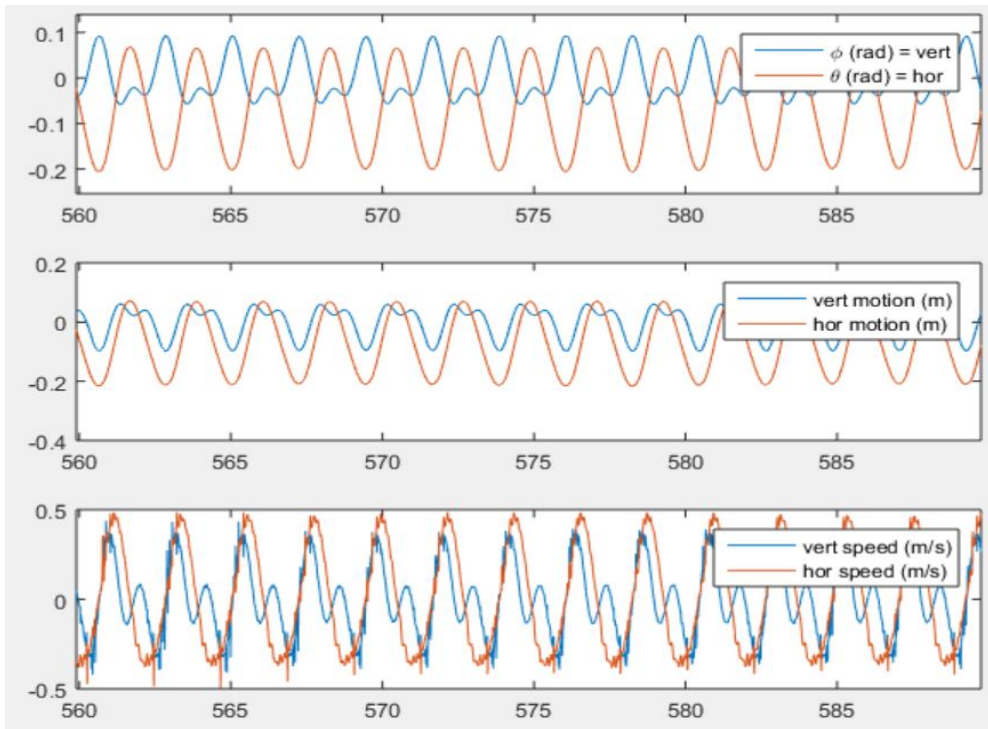 0.1
0
-0.1
-0.2
ϕ (rad) = vert
θ (rad) = hor
560 565 570 575 580 585
0.2
0
-0.2
-0.4
vert motion (m)
hor motion (m)
560 565 570 575 580 585
0.5
0
-0.5
vert speed (m/s)
hor speed (m/s)
560 565 570 575 580 585